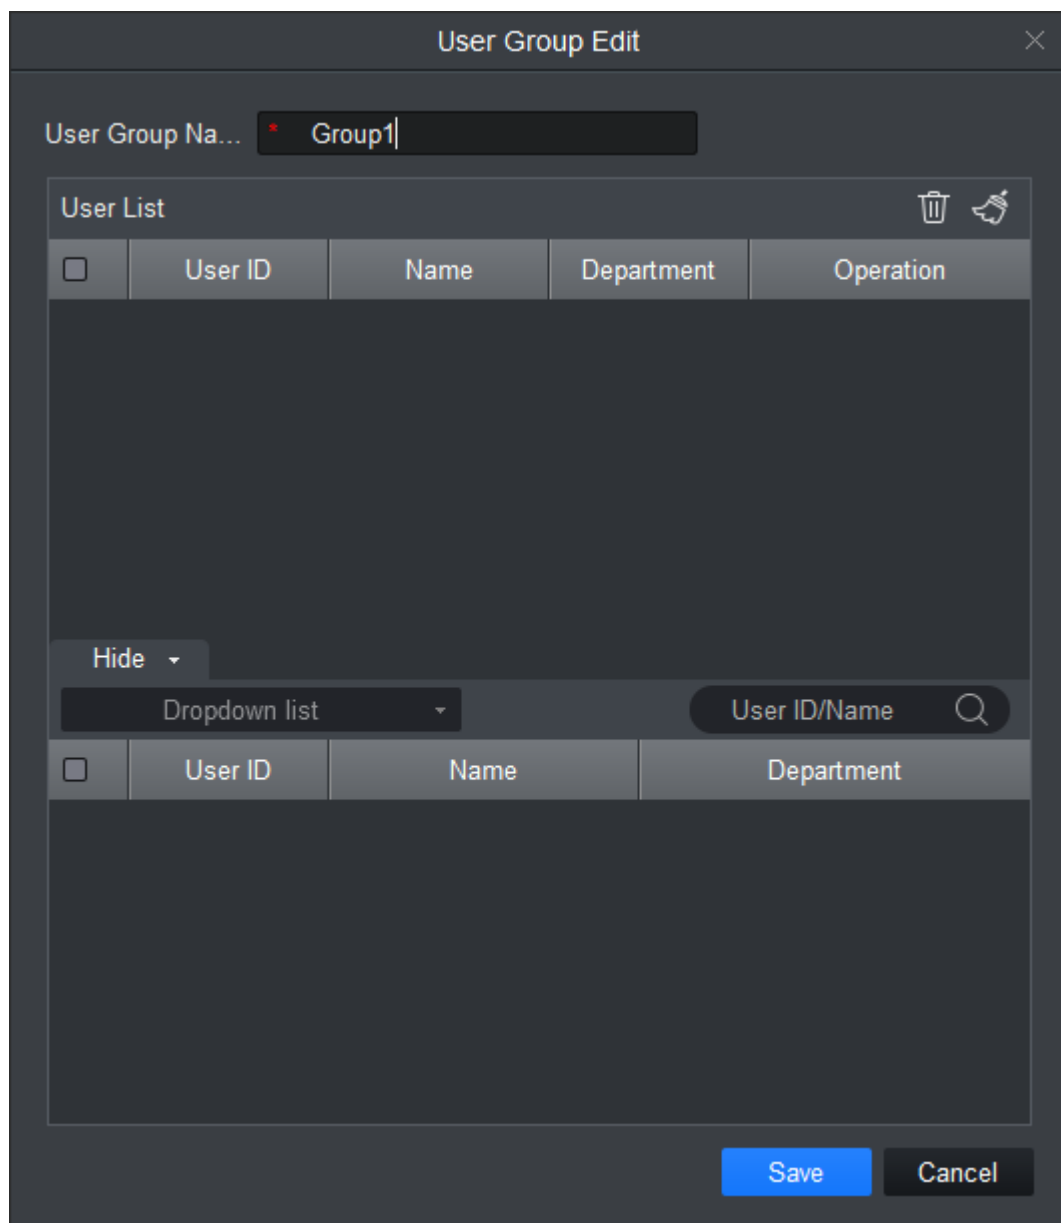 User Group Edit
User Group Na... * Group1
User List
User ID Name Department Operation
Hide
Dropdown list User ID/Name
User ID Name Department
Save Cancel